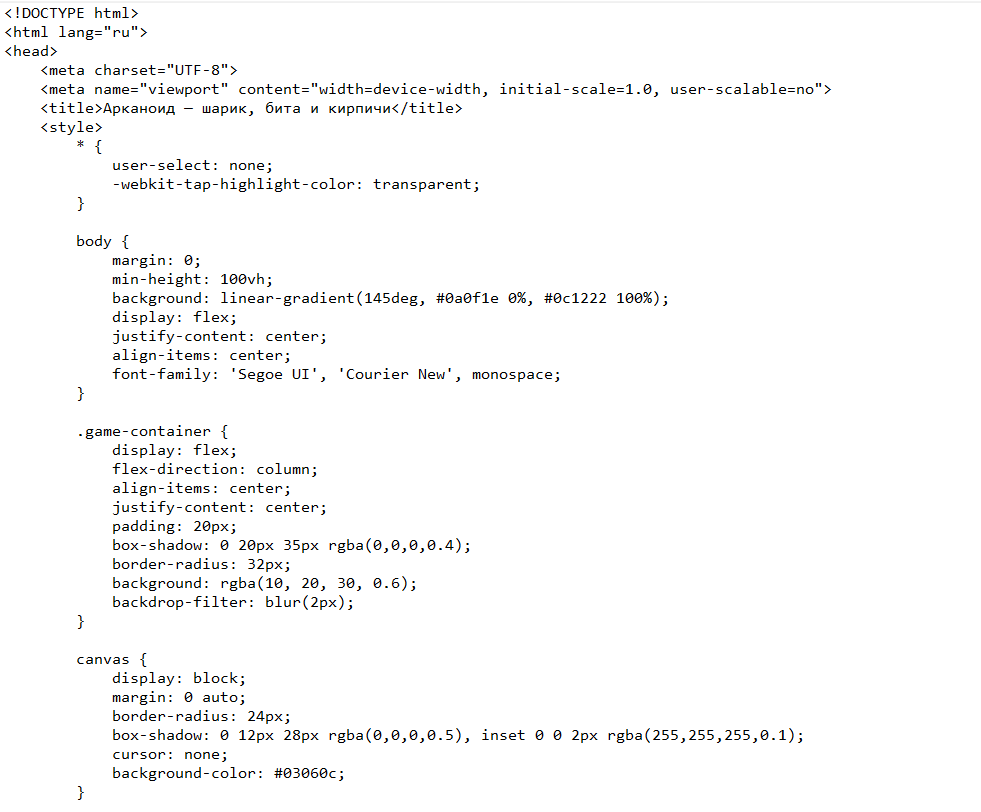 <!DOCTYPE html>
<html lang="ru">
<head>
    <meta charset="UTF-8">
    <meta name="viewport" content="width=device-width, initial-scale=1.0, user-scalable=no">
    <title>Арканоид — шарик, бита и кирпичи</title>
    <style>
        * {
            user-select: none;
            -webkit-tap-highlight-color: transparent;
        }

        body {
            margin: 0;
            min-height: 100vh;
            background: linear-gradient(145deg, #0a0f1e 0%, #0c1222 100%);
            display: flex;
            justify-content: center;
            align-items: center;
            font-family: 'Segoe UI', 'Courier New', monospace;
        }

        .game-container {
            display: flex;
            flex-direction: column;
            align-items: center;
            justify-content: center;
            padding: 20px;
            box-shadow: 0 20px 35px rgba(0,0,0,0.4);
            border-radius: 32px;
            background: rgba(10, 20, 30, 0.6);
            backdrop-filter: blur(2px);
        }

        canvas {
            display: block;
            margin: 0 auto;
            border-radius: 24px;
            box-shadow: 0 12px 28px rgba(0,0,0,0.5), inset 0 0 2px rgba(255,255,255,0.1);
            cursor: none;
            background-color: #03060c;
        }